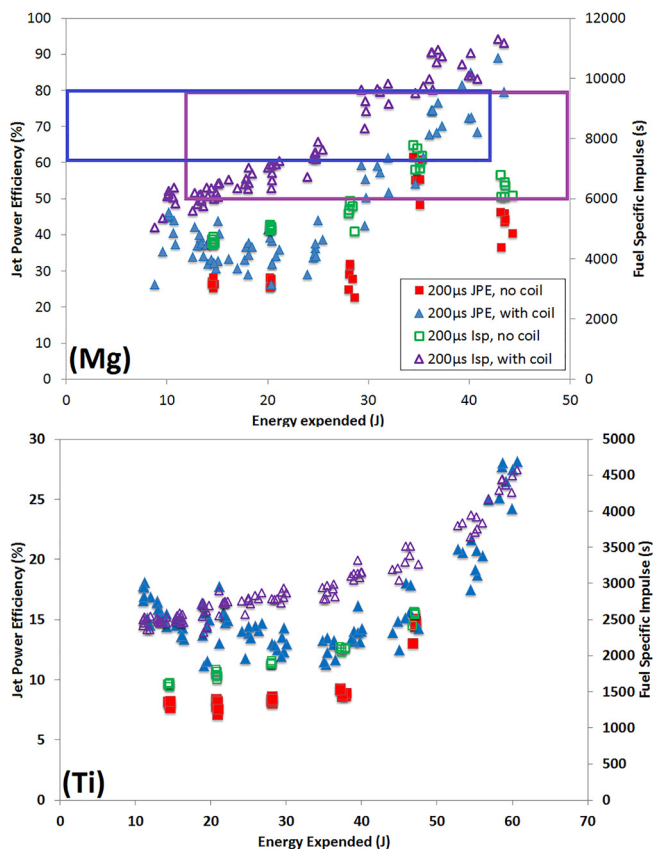 100
90
80
70
60
50
40
30
20
10
0
Jet Power Efficiency (%)
12000
10000
8000
6000
4000
2000
0
Fuel Specific Impulse (s)
200µs JPE, no coil
200µs JPE, with coil
200µs Isp, no coil
200µs Isp, with coil
(Mg)
0 10 20 30 40 50
Energy expended (J)
30
25
20
15
10
5
0
Jet Power Efficiency (%)
5000
4500
4000
3500
3000
2500
2000
1500
1000
500
0
Fuel Specific Impulse (s)
(Ti)
0 10 20 30 40 50 60 70
Energy Expended (J)